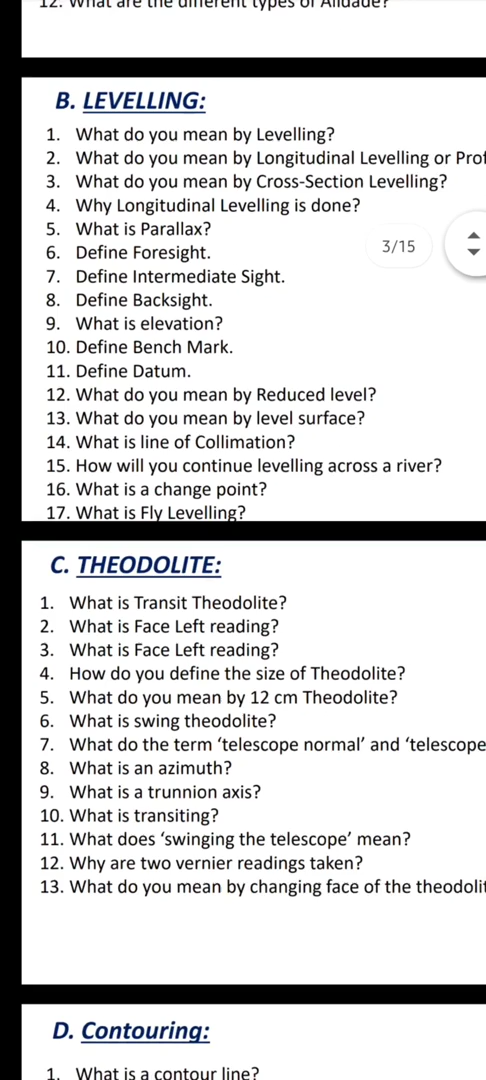 12. What are the different types of Alidade?
B. LEVELLING:
1. What do you mean by Levelling?
2. What do you mean by Longitudinal Levelling or Prof
3. What do you mean by Cross-Section Levelling?
4. Why Longitudinal Levelling is done?
5. What is Parallax?
3/15
6. Define Foresight.
7. Define Intermediate Sight.
8. Define Backsight.
9. What is elevation?
10. Define Bench Mark.
11. Define Datum.
12. What do you mean by Reduced level?
13. What do you mean by level surface?
14. What is line of Collimation?
15. How will you continue levelling across a river?
16. What is a change point?
17. What is Fly Levelling?
C. THEODOLITE:
1. What is Transit Theodolite?
2. What is Face Left reading?
3. What is Face Left reading?
4. How do you define the size of Theodolite?
5. What do you mean by 12 cm Theodolite?
6. What is swing theodolite?
7. What do the term ‘telescope normal’ and ‘telescope
8. What is an azimuth?
9. What is a trunnion axis?
10. What is transiting?
11. What does ‘swinging the telescope’ mean?
12. Why are two vernier readings taken?
13. What do you mean by changing face of the theodolit
D. Contouring:
1. What is a contour line?